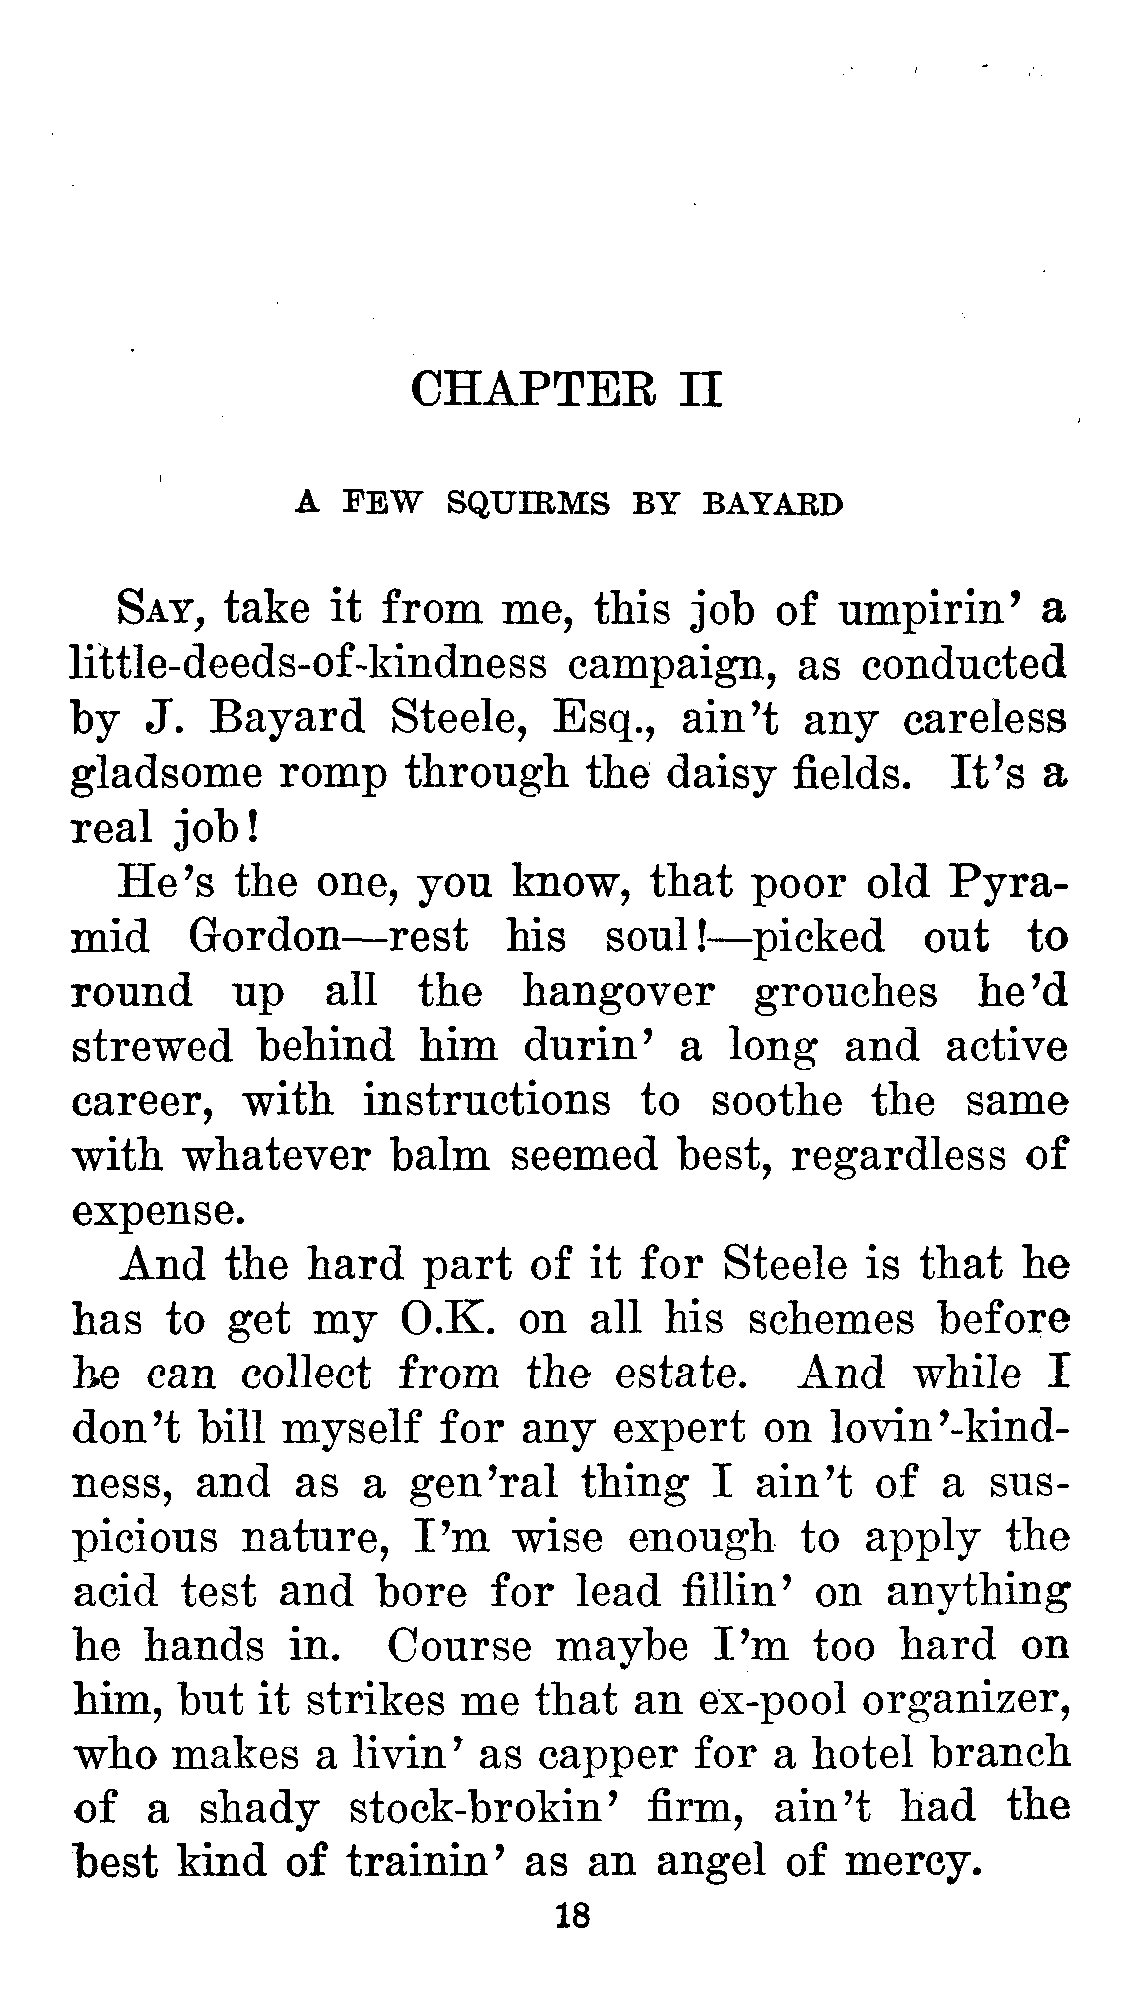 CHAPTER II
A FEW SQUIRMS BY BAYARD
SAY, take it from me, this job of umpirin' a
little-deeds-of-kindness campaign, as conducted
by J. Bayard Steele, Esq., ain't any careless
gladsome romp through the daisy fields. It's a
real job!
He's the one, you know, that poor old Pyra-
mid Gordon—rest his soul!—picked out to
round up all the hangover grouches he'd
strewed behind him durin' a long and active
career, with instructions to soothe the same
with whatever balm seemed best, regardless of
expense.
And the hard part of it for Steele is that he
has to get my O.K. on all his schemes before
he can collect from the estate. And while I
don't bill myself for any expert on lovin'-kind-
ness, and as a gen'ral thing I ain't of a sus-
picious nature, I'm wise enough to apply the
acid test and bore for lead fillin' on anything
he hands in. Course maybe I'm too hard on
him, but it strikes me that an ex-pool organizer,
who makes a livin' as capper for a hotel branch
of a shady stock-brokin' firm, ain't had the
best kind of trainin' as an angel of mercy.
18